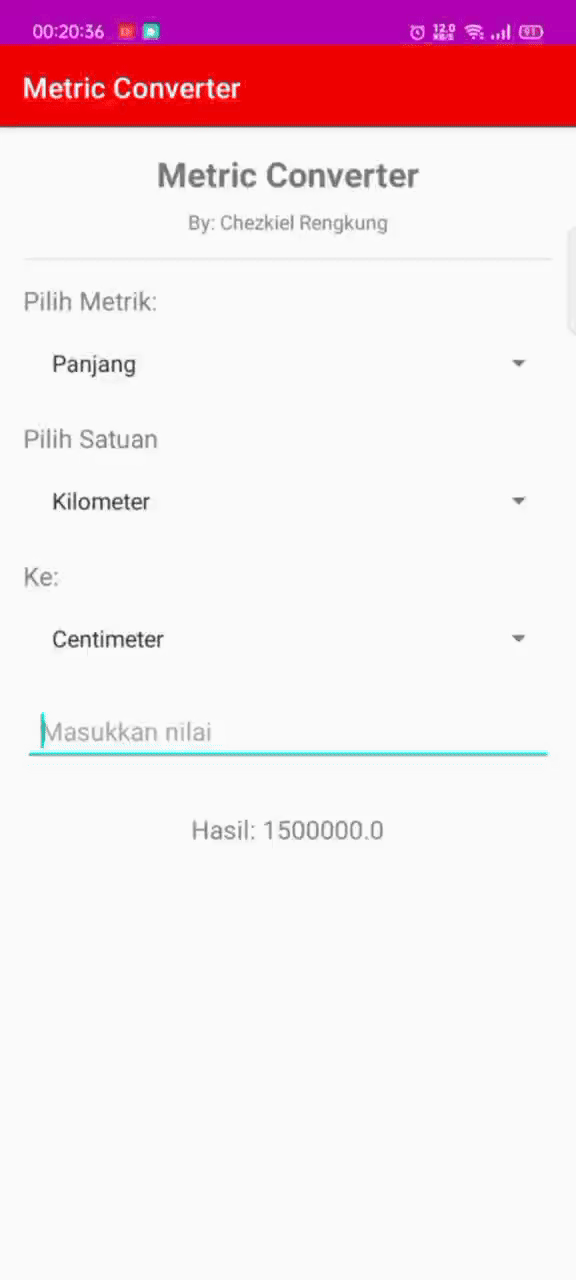 00:20:36 12.0 KB/S 91
Metric Converter
Metric Converter
By: Chezkiel Rengkung
Pilih Metrik:
Panjang
Pilih Satuan
Kilometer
Ke:
Centimeter
Masukkan nilai
Hasil: 1500000.0